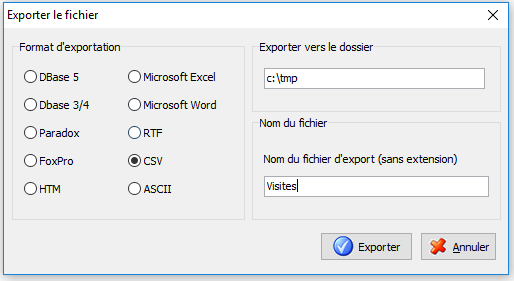 Exporter le fichier
Format d'exportation
DBase 5
Microsoft Excel
Dbase 3/4
Microsoft Word
Paradox
RTF
FoxPro
CSV
HTM
ASCII
Exporter vers le dossier
c:\tmp
Nom du fichier
Nom du fichier d'export (sans extension)
Visites
Exporter
Annuler